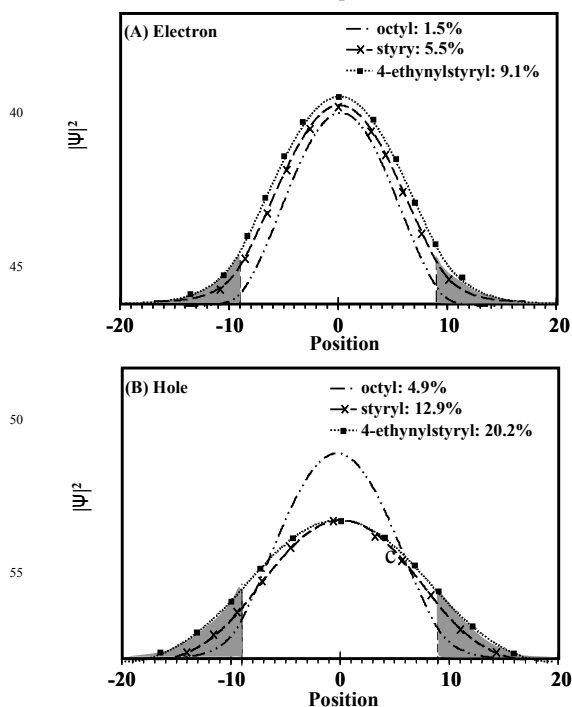 (A) Electron
octyl: 1.5%
styry: 5.5%
4-ethynylstyryl: 9.1%
40
|Ψ|²
45
-20 -10 0 10 20
Position
(B) Hole
octyl: 4.9%
styryl: 12.9%
4-ethynylstyryl: 20.2%
50
|Ψ|²
C
55
-20 -10 0 10 20
Position